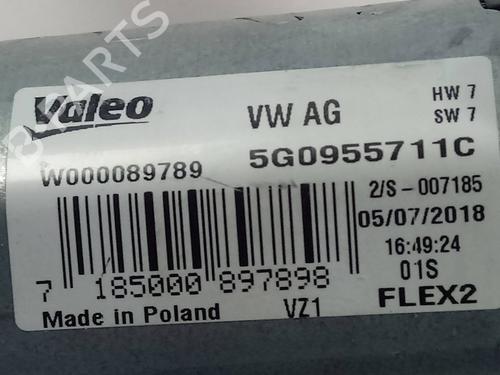 B-PARTS
Valeo VW AG HW 7
SW 7
W000089789 5G0955711C
2/S-007185
05/07/2018
16:49:24
01S
7 185000 897898
Made in Poland VZ1 FLEX2